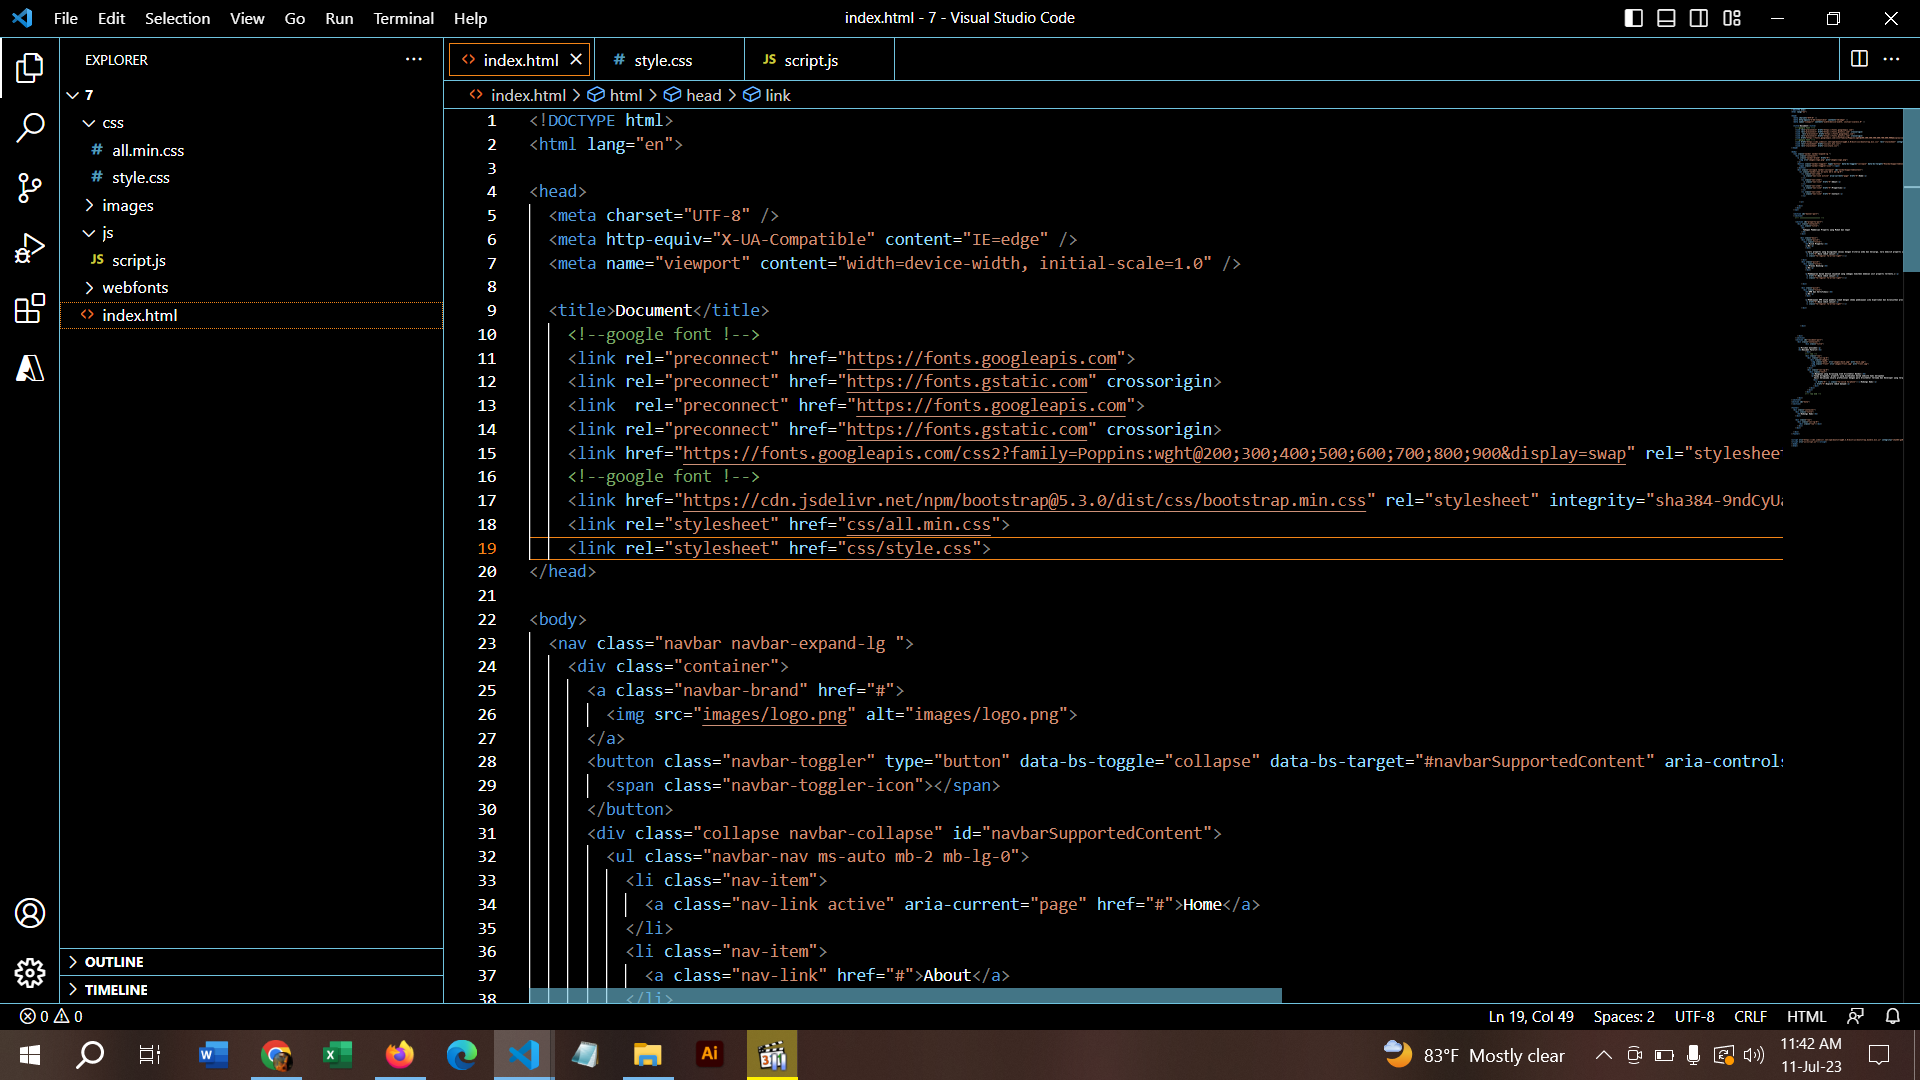 File Edit Selection View Go Run Terminal Help
index.html - 7 - Visual Studio Code
EXPLORER
7
css
# all.min.css
# style.css
images
js
JS script.js
webfonts
<> index.html
OUTLINE
TIMELINE
<> index.html # style.css JS script.js
<> index.html > html > head > link
1 <!DOCTYPE html>
2 <html lang="en">
3
4 <head>
5 <meta charset="UTF-8" />
6 <meta http-equiv="X-UA-Compatible" content="IE=edge" />
7 <meta name="viewport" content="width=device-width, initial-scale=1.0" />
8
9 <title>Document</title>
10 <!--google font !-->
11 <link rel="preconnect" href="https://fonts.googleapis.com">
12 <link rel="preconnect" href="https://fonts.gstatic.com" crossorigin>
13 <link  rel="preconnect" href="https://fonts.googleapis.com">
14 <link rel="preconnect" href="https://fonts.gstatic.com" crossorigin>
15 <link href="https://fonts.googleapis.com/css2?family=Poppins:wght@200;300;400;500;600;700;800;900&display=swap" rel="styleshee
16 <!--google font !-->
17 <link href="https://cdn.jsdelivr.net/npm/bootstrap@5.3.0/dist/css/bootstrap.min.css" rel="stylesheet" integrity="sha384-9ndCyUa
18 <link rel="stylesheet" href="css/all.min.css">
19 <link rel="stylesheet" href="css/style.css">
20 </head>
21
22 <body>
23 <nav class="navbar navbar-expand-lg ">
24 <div class="container">
25 <a class="navbar-brand" href="#">
26 <img src="images/logo.png" alt="images/logo.png">
27 </a>
28 <button class="navbar-toggler" type="button" data-bs-toggle="collapse" data-bs-target="#navbarSupportedContent" aria-controls
29 <span class="navbar-toggler-icon"></span>
30 </button>
31 <div class="collapse navbar-collapse" id="navbarSupportedContent">
32 <ul class="navbar-nav ms-auto mb-2 mb-lg-0">
33 <li class="nav-item">
34 <a class="nav-link active" aria-current="page" href="#">Home</a>
35 </li>
36 <li class="nav-item">
37 <a class="nav-link" href="#">About</a>
38 </li>
0 0
Ln 19, Col 49 Spaces: 2 UTF-8 CRLF HTML
83°F Mostly clear
11:42 AM
11-Jul-23